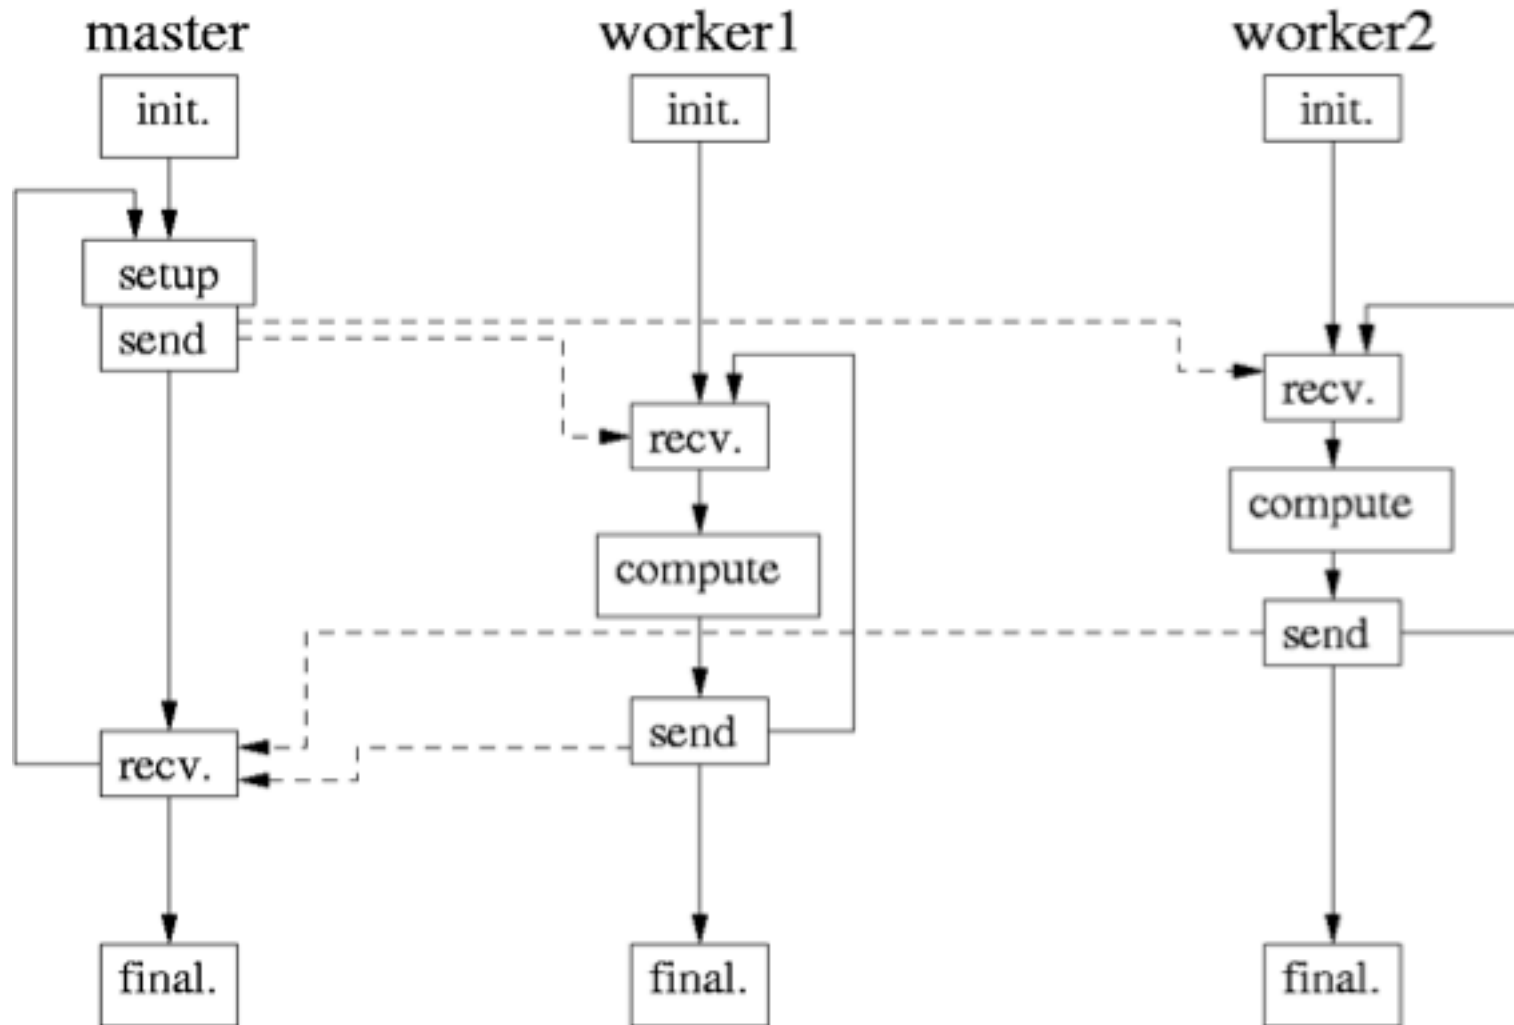 master
worker1
worker2
init.
init.
init.
setup
send
recv.
recv.
compute
compute
send
send
recv.
final.
final.
final.